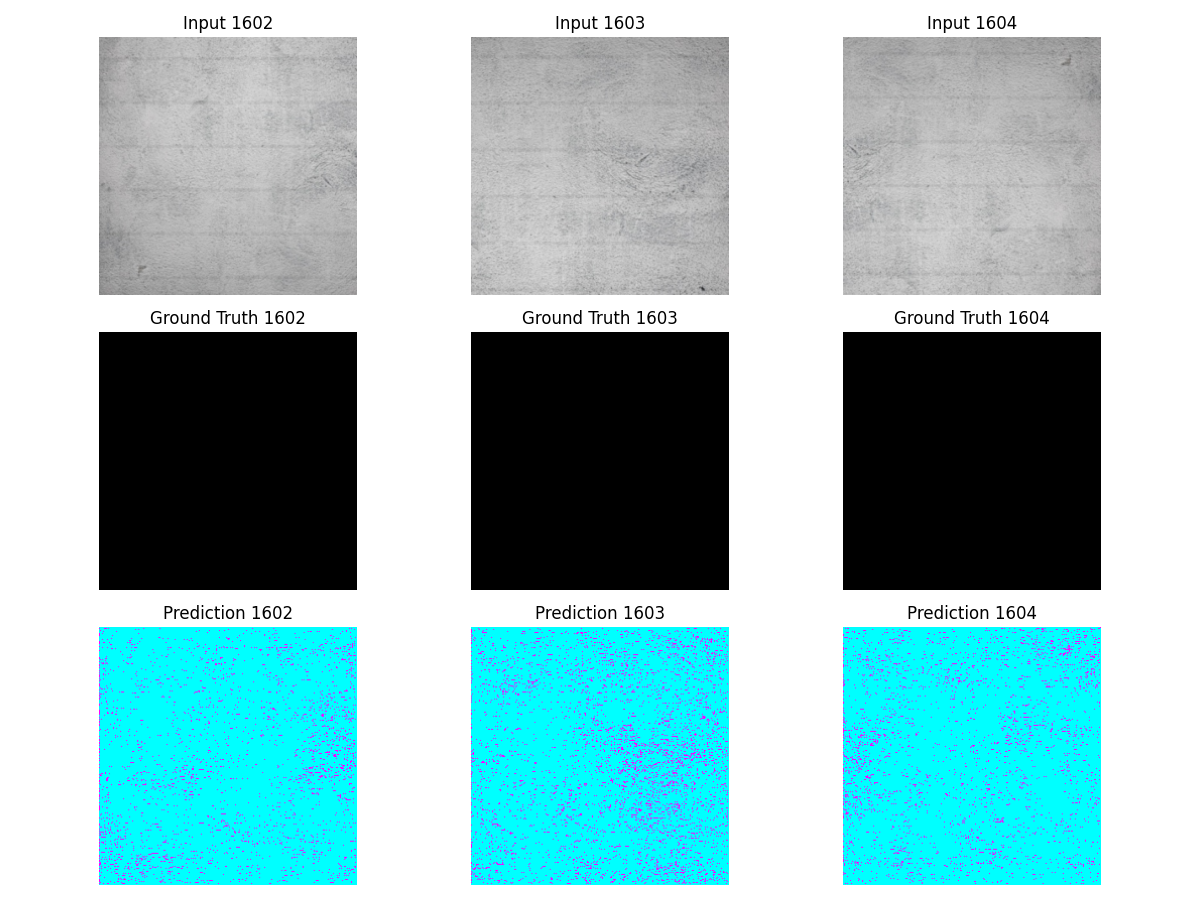 Input 1602
Input 1603
Input 1604
Ground Truth 1602
Ground Truth 1603
Ground Truth 1604
Prediction 1602
Prediction 1603
Prediction 1604